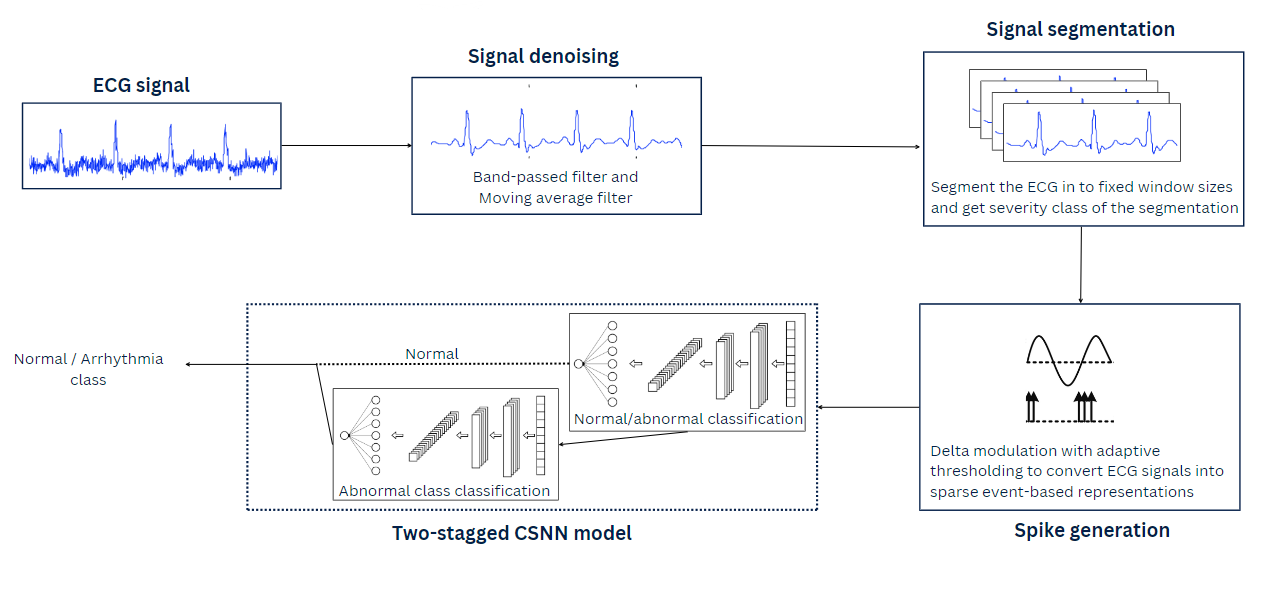 ECG signal
Signal denoising
Band-passed filter and
Moving average filter
Signal segmentation
Segment the ECG in to fixed window sizes
and get severity class of the segmentation
Delta modulation with adaptive
thresholding to convert ECG signals into
sparse event-based representations
Spike generation
Normal/abnormal classification
Normal
Abnormal class classification
Two-stagged CSNN model
Normal / Arrhythmia
class